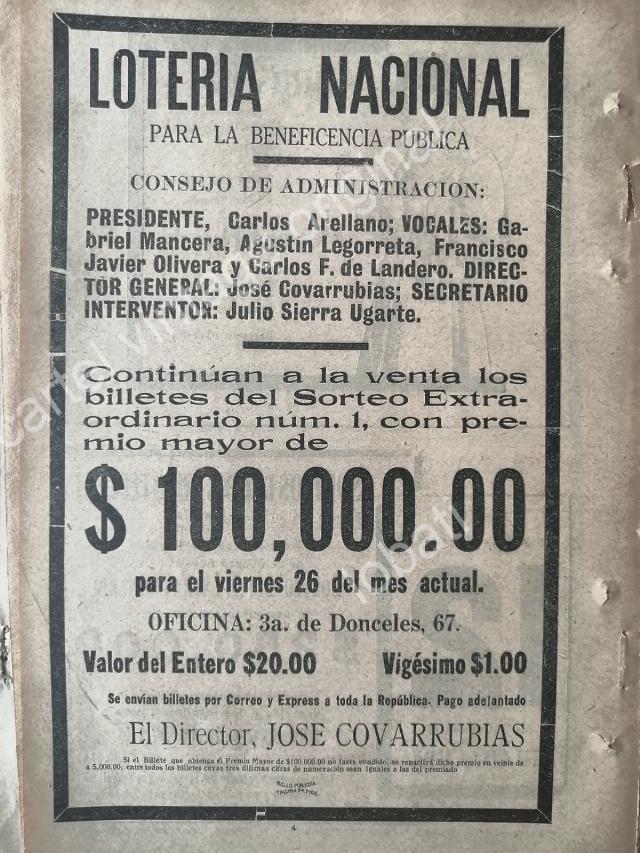 LOTERIA NACIONAL
PARA LA BENEFICENCIA PUBLICA
CONSEJO DE ADMINISTRACION:
PRESIDENTE, Carlos Arellano; VOCALES: Ga-
briel Mancera, Agustin Legorreta, Francisco
Javier Olivera y Carlos F. de Landero. DIREC-
TOR GENERAL: José Covarrubias; SECRETARIO
INTERVENTOR: Julio Sierra Ugarte.
Continúan a la venta los
billetes del Sorteo Extra-
ordinario núm. 1, con pre-
mio mayor de
$ 100,000.00
para el viernes 26 del mes actual.
OFICINA: 3a. de Donceles, 67.
Valor del Entero $20.00 Vigésimo $1.00
Se envían billetes por Correo y Express a toda la República. Pago adelantado
El Director, JOSE COVARRUBIAS
Si el Billete que obtenga el Premio Mayor de $100.000.00 no fuere vendido, se repartirá dicho premio en veinte de
a 5,000.00, entre todos los billetes cuyas tres últimas cifras de numeración sean iguales a las del premiado
4
cartel vintage original
lobati